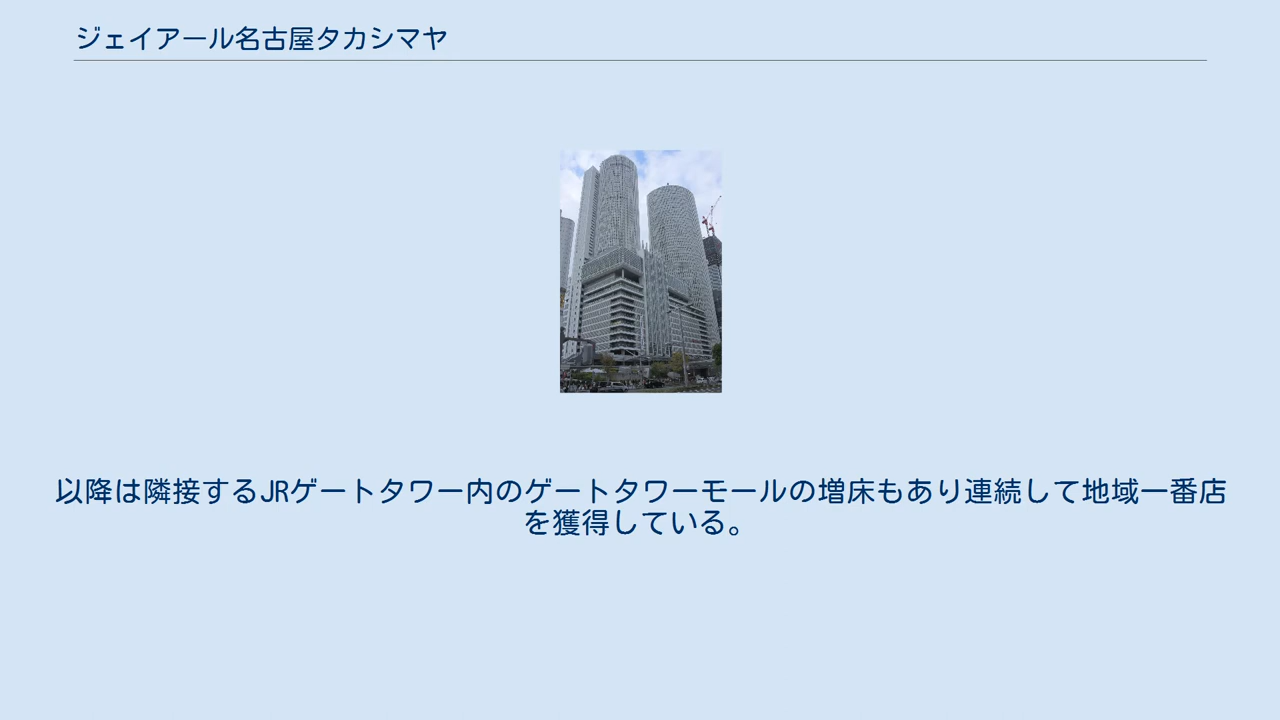 ジェイアール名古屋タカシマヤ
以降は隣接するJRゲートタワー内のゲートタワーモールの増床もあり連続して地域一番店
を獲得している。